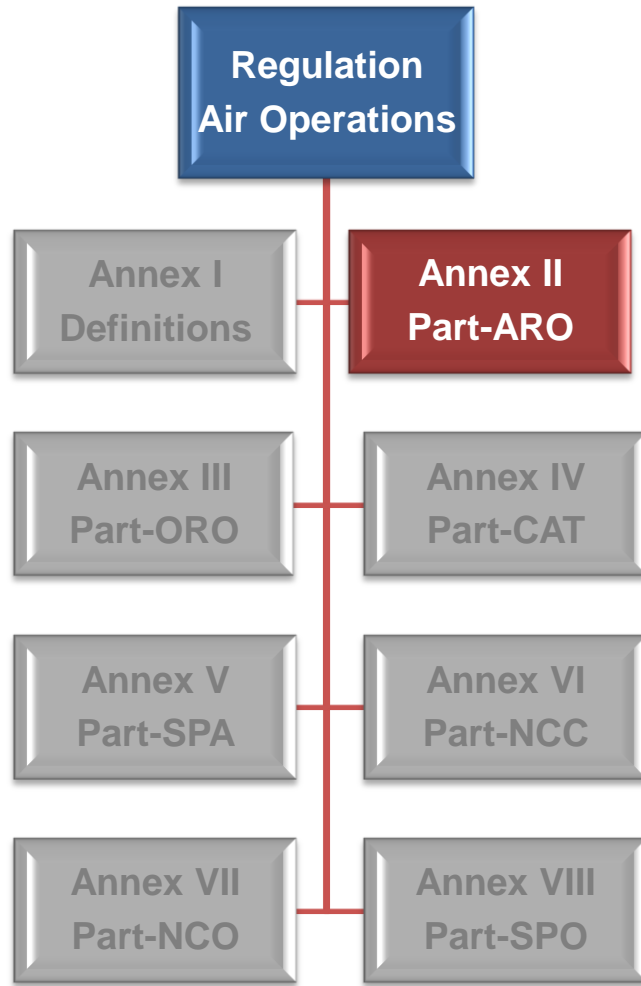 Regulation
Air Operations
Annex I
Definitions
Annex II
Part-ARO
Annex III
Part-ORO
Annex IV
Part-CAT
Annex V
Part-SPA
Annex VI
Part-NCC
Annex VII
Part-NCO
Annex VIII
Part-SPO